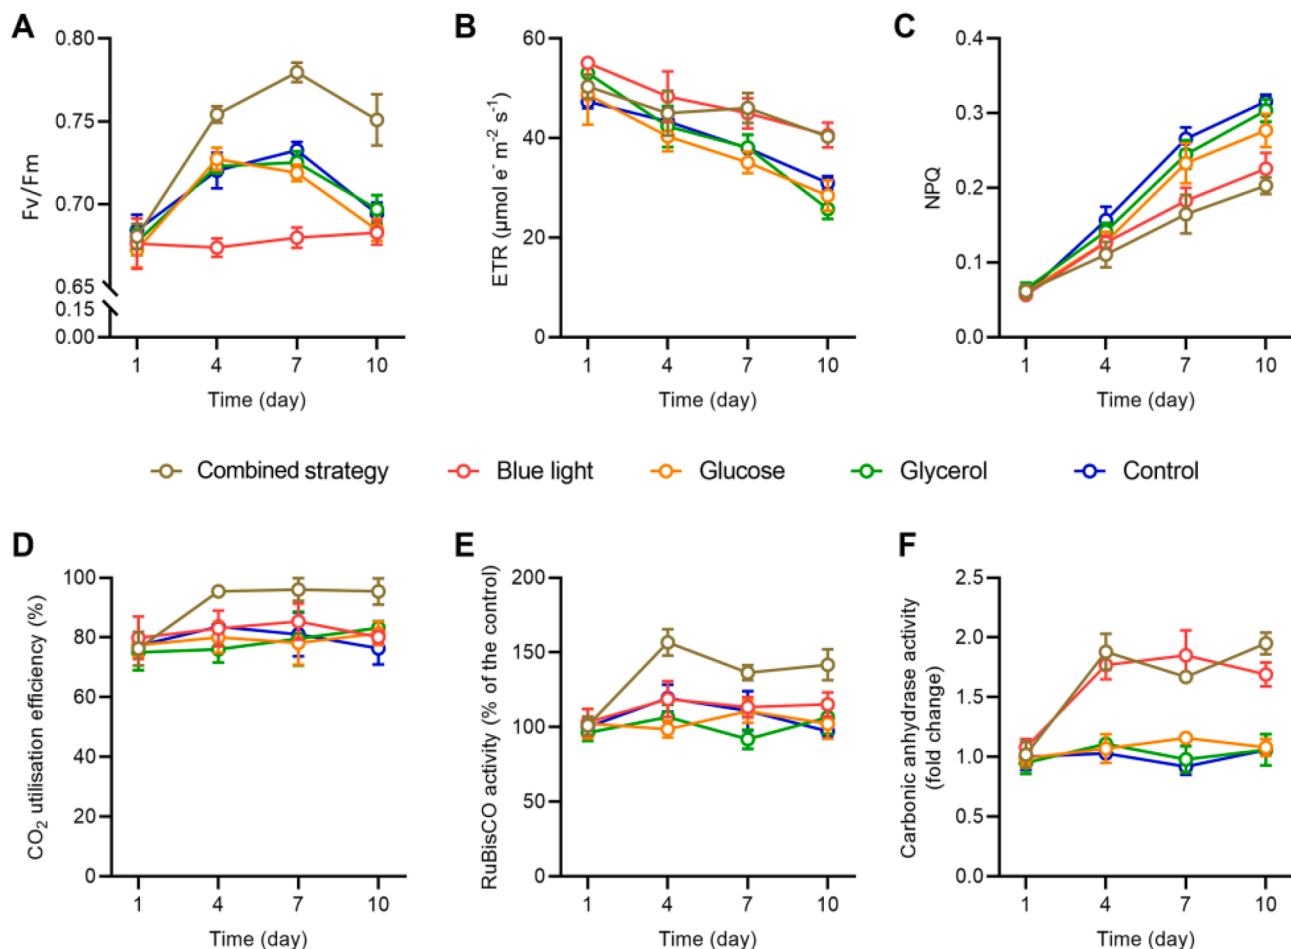 A
B
C
0.80
0.75
0.70
0.65
0.15
0.00
Fv/Fm
1 4 7 10
Time (day)
60
40
20
0
ETR (μmol e⁻ m⁻² s⁻¹)
1 4 7 10
Time (day)
0.4
0.3
0.2
0.1
0.0
NPQ
1 4 7 10
Time (day)
Combined strategy Blue light Glucose Glycerol Control
D
E
F
100
80
60
40
20
0
CO₂ utilisation efficiency (%)
1 4 7 10
Time (day)
200
150
100
50
0
RuBisCO activity (% of the control)
1 4 7 10
Time (day)
2.5
2.0
1.5
1.0
0.5
0.0
Carbonic anhydrase activity
(fold change)
1 4 7 10
Time (day)